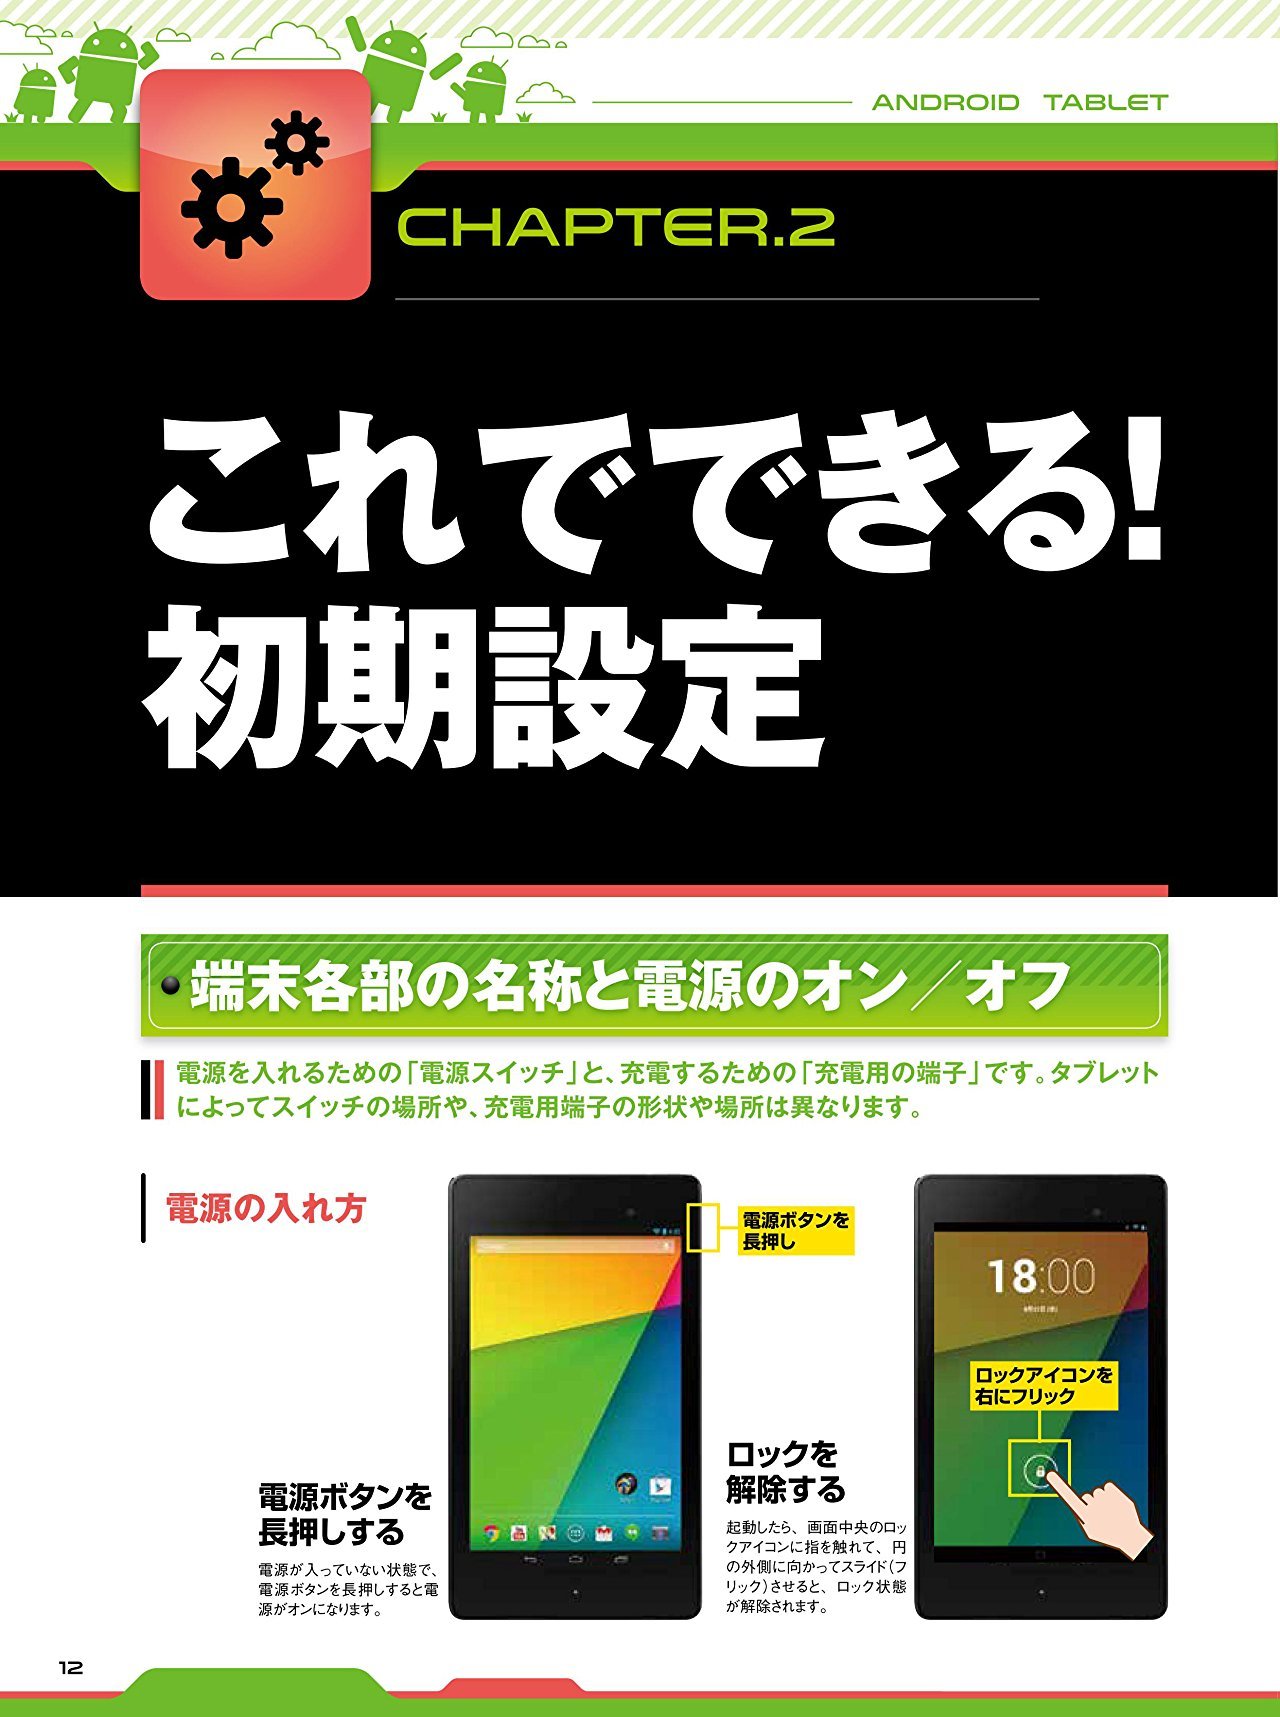 ANDROID TABLET
CHAPTER.2
これでできる!
初期設定
端末各部の名称と電源のオン／オフ
電源を入れるための「電源スイッチ」と、充電するための「充電用の端子」です。タブレット
によってスイッチの場所や、充電用端子の形状や場所は異なります。
電源の入れ方
電源ボタンを
長押し
電源ボタンを
長押しする
電源が入っていない状態で、
電源ボタンを長押しすると電
源がオンになります。
18:00
ロックアイコンを
右にフリック
ロックを
解除する
起動したら、画面中央のロッ
クアイコンに指を触れて、円
の外側に向かってスライド（フ
リック）させると、ロック状態
が解除されます。
12